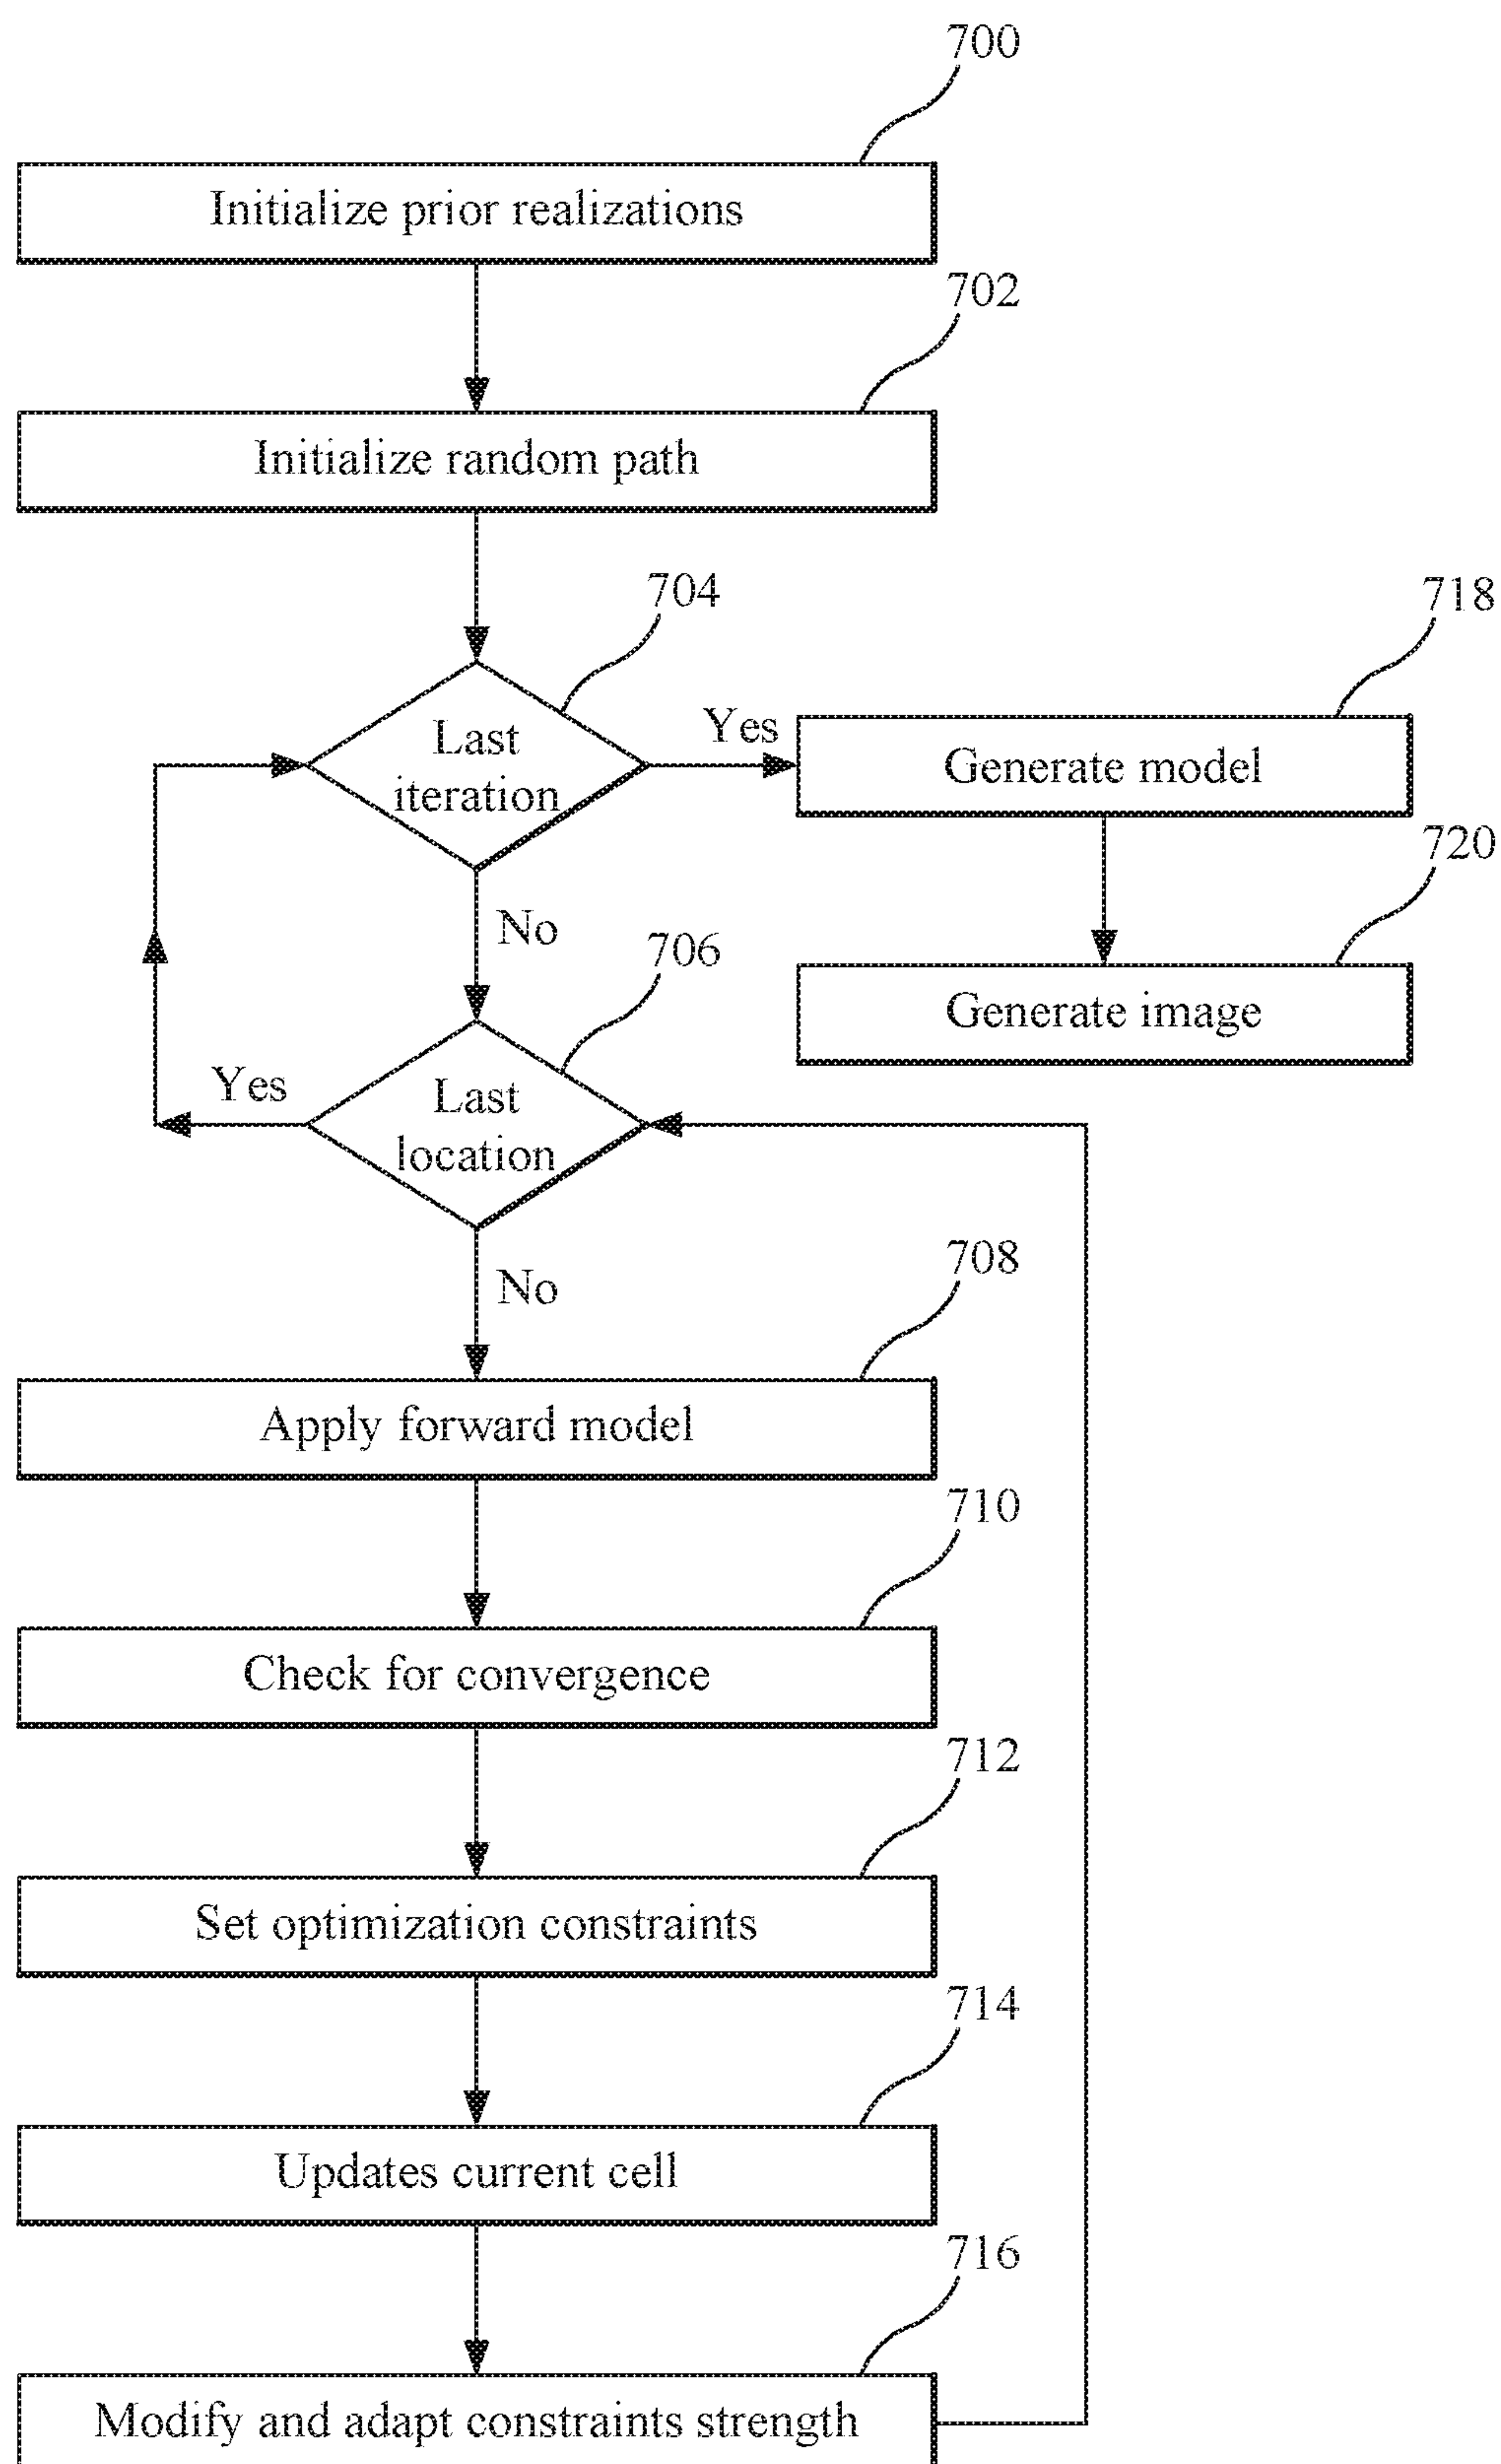 700
Initialize prior realizations
702
Initialize random path
704
Last
iteration
Yes
718
Generate model
720
Generate image
No
706
Last
location
Yes
No
708
Apply forward model
710
Check for convergence
712
Set optimization constraints
714
Updates current cell
716
Modify and adapt constraints strength